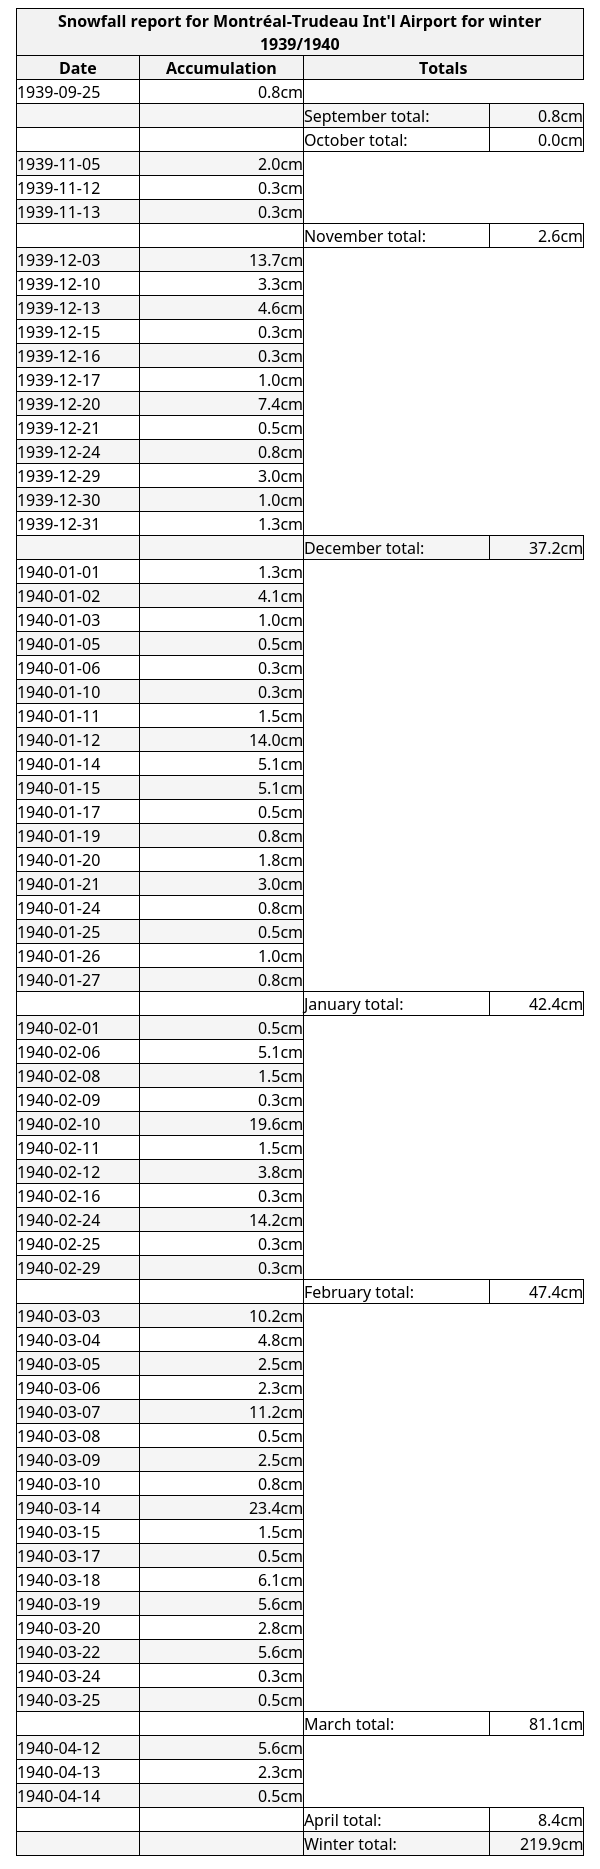 Snowfall report for Montréal-Trudeau Int'l Airport for winter
1939/1940
Date Accumulation Totals
1939-09-25 0.8cm
September total: 0.8cm
October total: 0.0cm
1939-11-05 2.0cm
1939-11-12 0.3cm
1939-11-13 0.3cm
November total: 2.6cm
1939-12-03 13.7cm
1939-12-10 3.3cm
1939-12-13 4.6cm
1939-12-15 0.3cm
1939-12-16 0.3cm
1939-12-17 1.0cm
1939-12-20 7.4cm
1939-12-21 0.5cm
1939-12-24 0.8cm
1939-12-29 3.0cm
1939-12-30 1.0cm
1939-12-31 1.3cm
December total: 37.2cm
1940-01-01 1.3cm
1940-01-02 4.1cm
1940-01-03 1.0cm
1940-01-05 0.5cm
1940-01-06 0.3cm
1940-01-10 0.3cm
1940-01-11 1.5cm
1940-01-12 14.0cm
1940-01-14 5.1cm
1940-01-15 5.1cm
1940-01-17 0.5cm
1940-01-19 0.8cm
1940-01-20 1.8cm
1940-01-21 3.0cm
1940-01-24 0.8cm
1940-01-25 0.5cm
1940-01-26 1.0cm
1940-01-27 0.8cm
January total: 42.4cm
1940-02-01 0.5cm
1940-02-06 5.1cm
1940-02-08 1.5cm
1940-02-09 0.3cm
1940-02-10 19.6cm
1940-02-11 1.5cm
1940-02-12 3.8cm
1940-02-16 0.3cm
1940-02-24 14.2cm
1940-02-25 0.3cm
1940-02-29 0.3cm
February total: 47.4cm
1940-03-03 10.2cm
1940-03-04 4.8cm
1940-03-05 2.5cm
1940-03-06 2.3cm
1940-03-07 11.2cm
1940-03-08 0.5cm
1940-03-09 2.5cm
1940-03-10 0.8cm
1940-03-14 23.4cm
1940-03-15 1.5cm
1940-03-17 0.5cm
1940-03-18 6.1cm
1940-03-19 5.6cm
1940-03-20 2.8cm
1940-03-22 5.6cm
1940-03-24 0.3cm
1940-03-25 0.5cm
March total: 81.1cm
1940-04-12 5.6cm
1940-04-13 2.3cm
1940-04-14 0.5cm
April total: 8.4cm
Winter total: 219.9cm